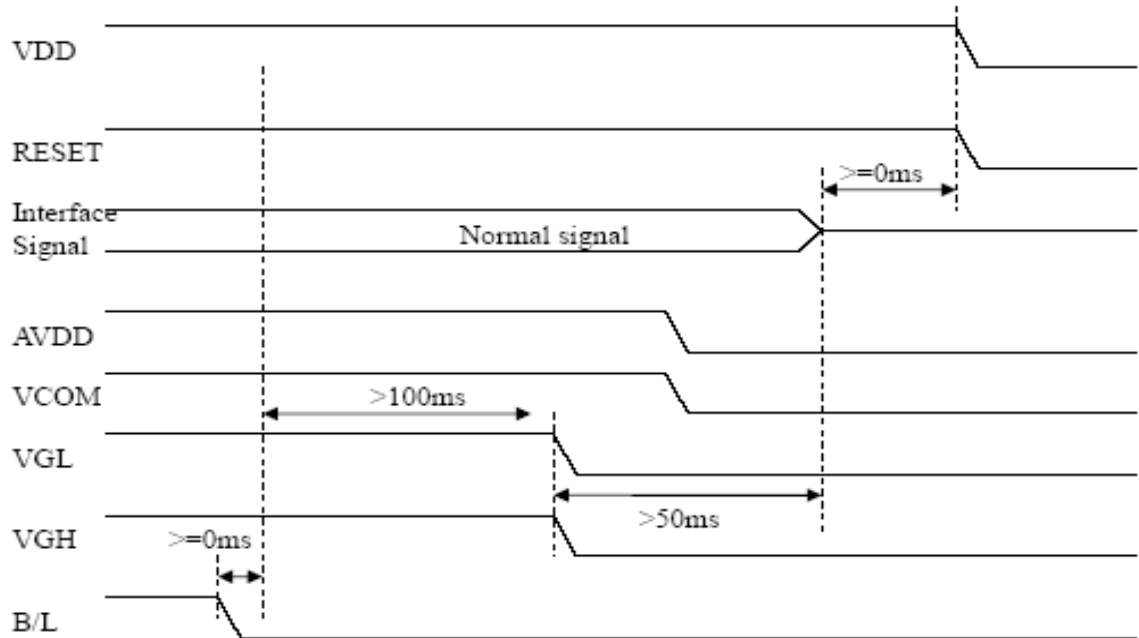 VDD
RESET
>=0ms
Interface
Signal
Normal signal
AVDD
VCOM
>100ms
VGL
>50ms
VGH
>=0ms
B/L